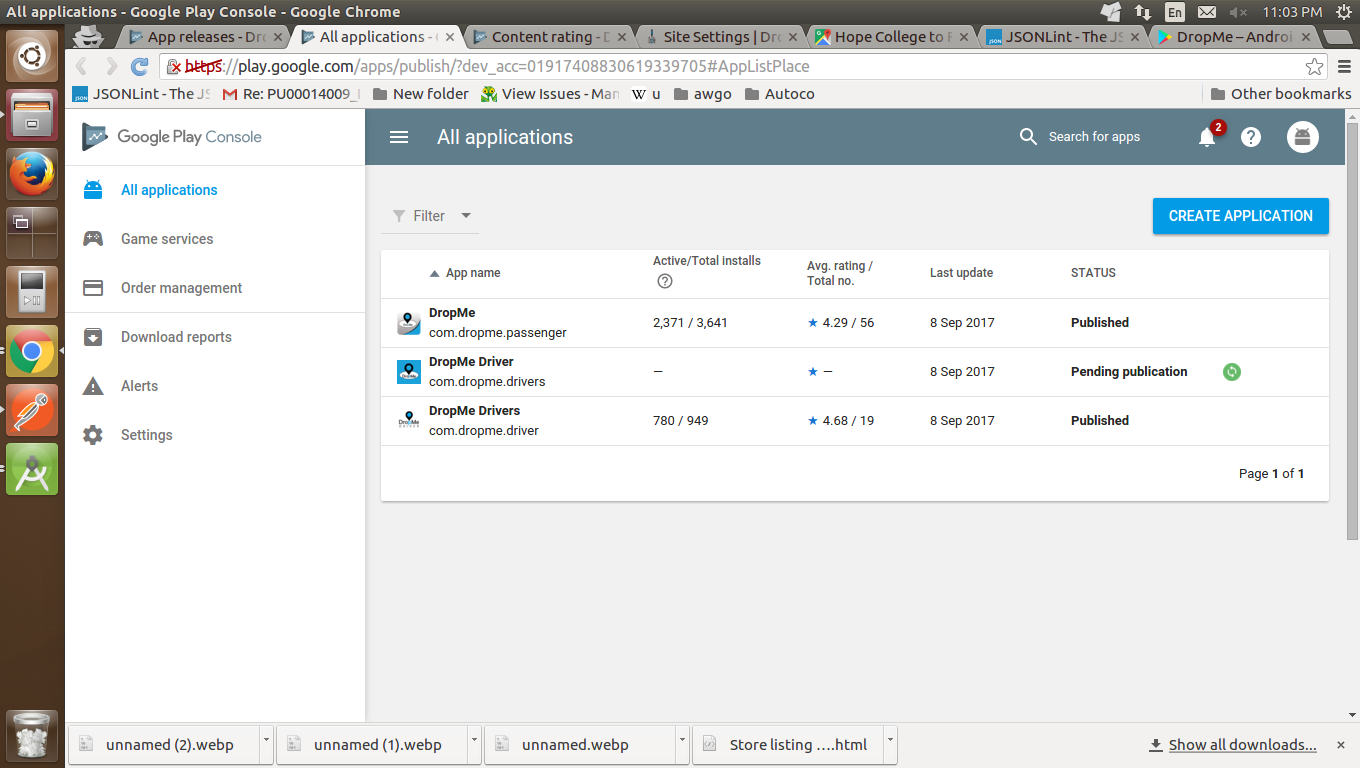 All applications - Google Play Console - Google Chrome
En
11:03 PM
App releases - Dro
All applications - G
Content rating - D
Site Settings | Dro
Hope College to
JSONLint - The JS
DropMe – Androi
https://play.google.com/apps/publish/?dev_acc=01917408830619339705#AppListPlace
JSONLint - The JS
Re: PU00014009_
New folder
View Issues - Man
u
awgo
Autoco
Other bookmarks
Google Play Console
All applications
Search for apps
2
All applications
Game services
Order management
Download reports
Alerts
Settings
Filter
CREATE APPLICATION
App name
Active/Total installs
Avg. rating /
Total no.
Last update
STATUS
DropMe
com.dropme.passenger
2,371 / 3,641
★ 4.29 / 56
8 Sep 2017
Published
DropMe Driver
com.dropme.drivers
—
★ —
8 Sep 2017
Pending publication
DropMe Drivers
com.dropme.driver
780 / 949
★ 4.68 / 19
8 Sep 2017
Published
Page 1 of 1
unnamed (2).webp
unnamed (1).webp
unnamed.webp
Store listing ....html
Show all downloads...